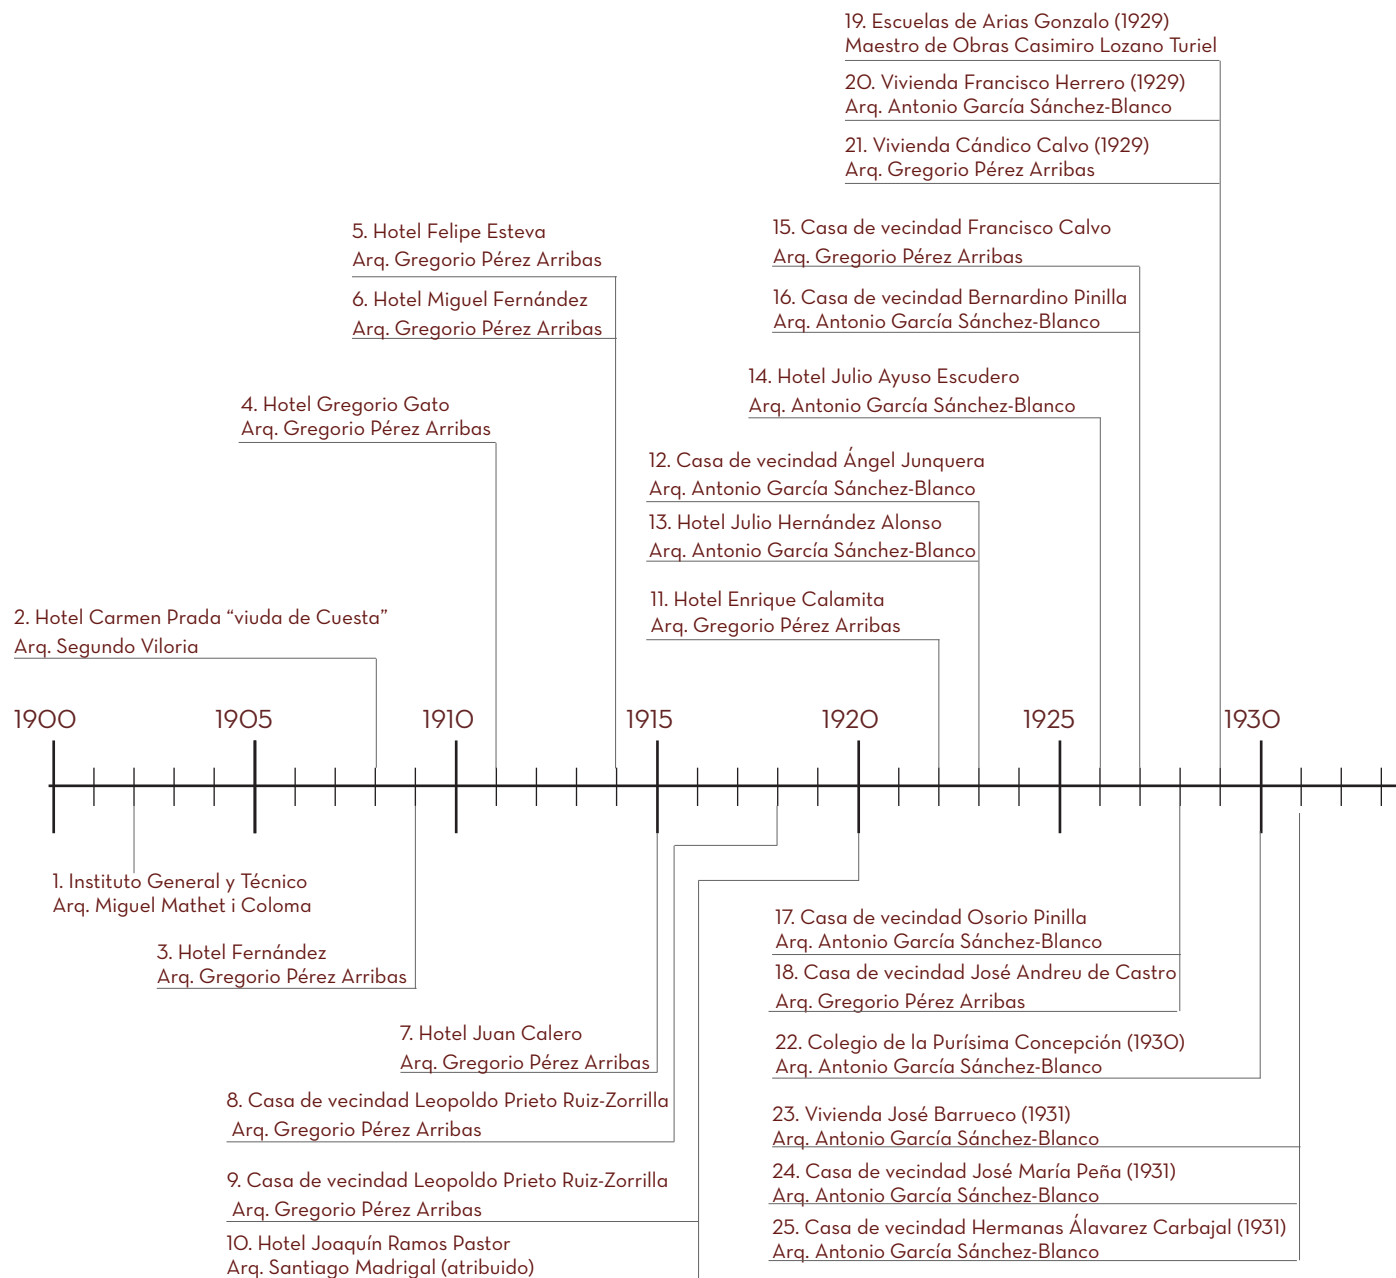 19. Escuelas de Arias Gonzalo (1929)
Maestro de Obras Casimiro Lozano Turiel
20. Vivienda Francisco Herrero (1929)
Arq. Antonio García Sánchez-Blanco
21. Vivienda Cándico Calvo (1929)
Arq. Gregorio Pérez Arribas
5. Hotel Felipe Esteva
Arq. Gregorio Pérez Arribas
6. Hotel Miguel Fernández
Arq. Gregorio Pérez Arribas
15. Casa de vecindad Francisco Calvo
Arq. Gregorio Pérez Arribas
16. Casa de vecindad Bernardino Pinilla
Arq. Antonio García Sánchez-Blanco
14. Hotel Julio Ayuso Escudero
Arq. Antonio García Sánchez-Blanco
4. Hotel Gregorio Gato
Arq. Gregorio Pérez Arribas
12. Casa de vecindad Ángel Junquera
Arq. Antonio García Sánchez-Blanco
13. Hotel Julio Hernández Alonso
Arq. Antonio García Sánchez-Blanco
11. Hotel Enrique Calamita
Arq. Gregorio Pérez Arribas
2. Hotel Carmen Prada “viuda de Cuesta”
Arq. Segundo Viloria
1900 1905 1910 1915 1920 1925 1930
1. Instituto General y Técnico
Arq. Miguel Mathet i Coloma
3. Hotel Fernández
Arq. Gregorio Pérez Arribas
7. Hotel Juan Calero
Arq. Gregorio Pérez Arribas
8. Casa de vecindad Leopoldo Prieto Ruiz-Zorrilla
Arq. Gregorio Pérez Arribas
9. Casa de vecindad Leopoldo Prieto Ruiz-Zorrilla
Arq. Gregorio Pérez Arribas
10. Hotel Joaquín Ramos Pastor
Arq. Santiago Madrigal (atribuido)
17. Casa de vecindad Osorio Pinilla
Arq. Antonio García Sánchez-Blanco
18. Casa de vecindad José Andreu de Castro
Arq. Gregorio Pérez Arribas
22. Colegio de la Purísima Concepción (1930)
Arq. Antonio García Sánchez-Blanco
23. Vivienda José Barrueco (1931)
Arq. Antonio García Sánchez-Blanco
24. Casa de vecindad José María Peña (1931)
Arq. Antonio García Sánchez-Blanco
25. Casa de vecindad Hermanas Álavarez Carbajal (1931)
Arq. Antonio García Sánchez-Blanco